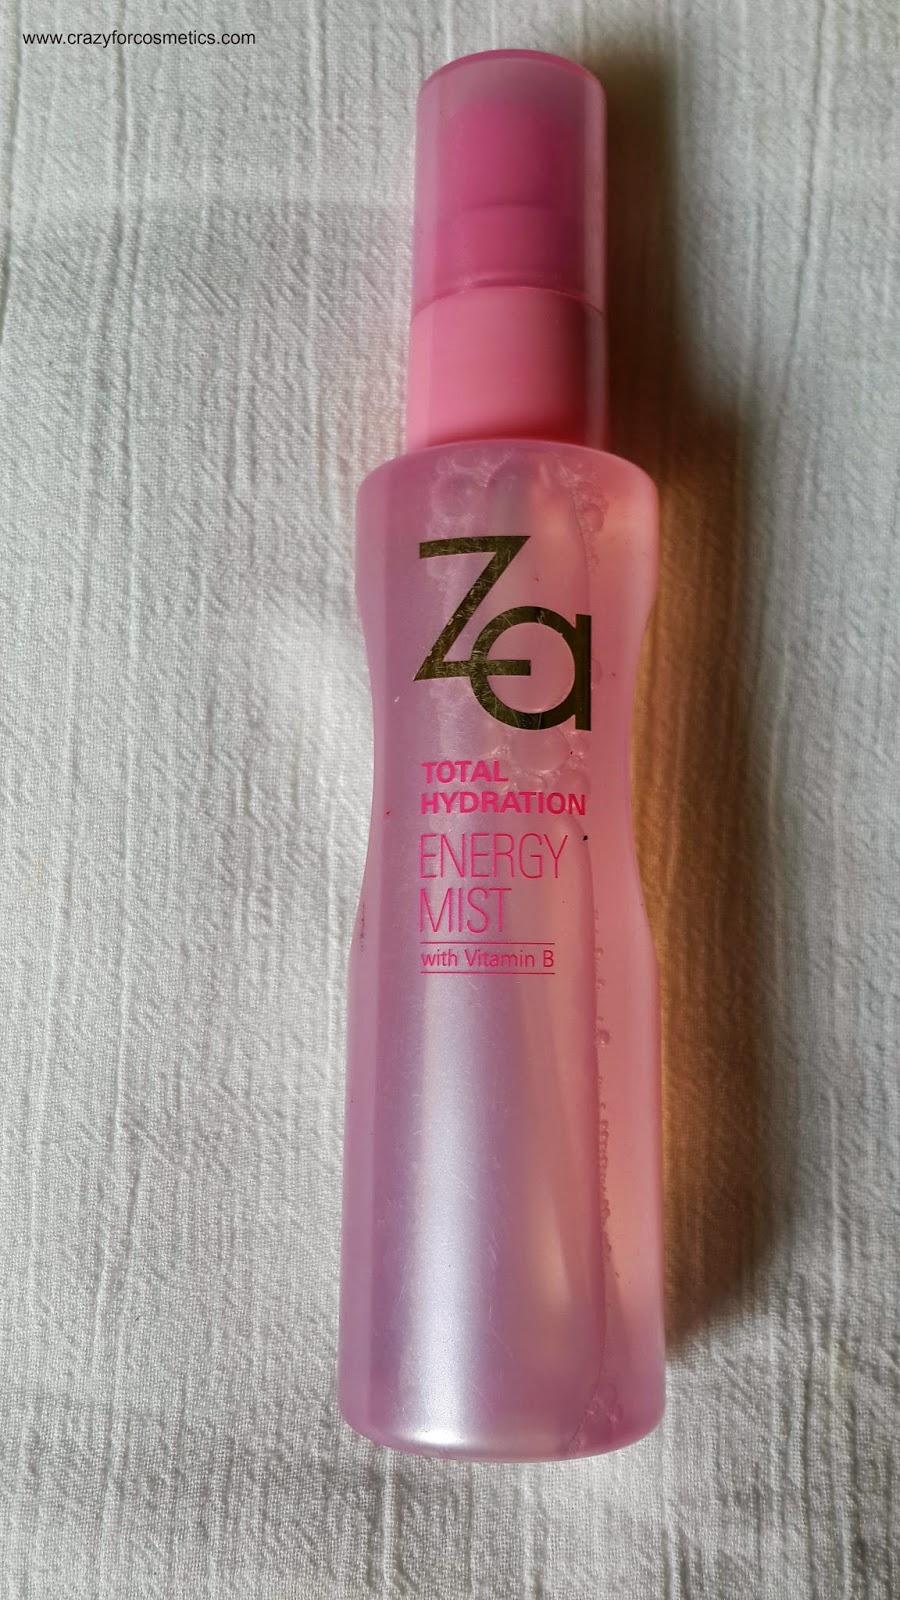 www.crazyforcosmetics.com
Za
TOTAL
HYDRATION
ENERGY
MIST
with Vitamin B